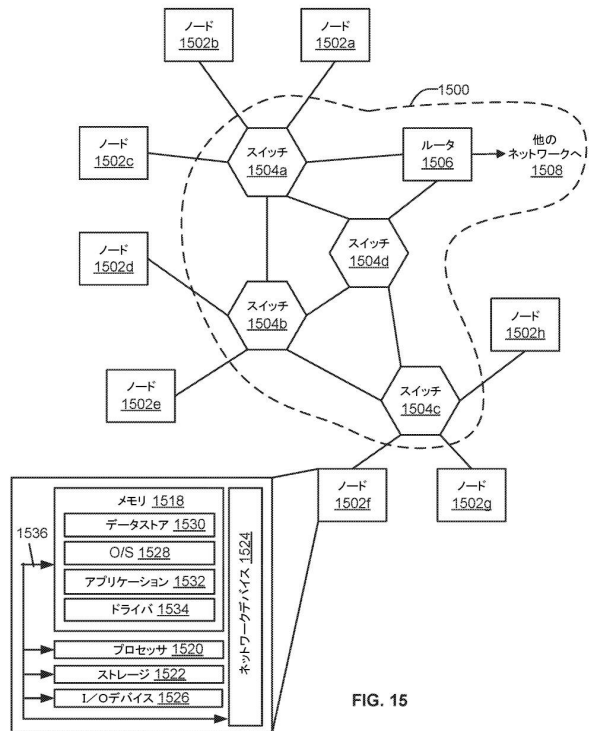 ノード
1502b
ノード
1502a
1500
ノード
1502c
スイッチ
1504a
ルータ
1506
他の
ネットワークへ
1508
ノード
1502d
スイッチ
1504d
スイッチ
1504b
ノード
1502h
ノード
1502e
スイッチ
1504c
ノード
1502f
ノード
1502g
メモリ 1518
1536
データストア 1530
O/S 1528
アプリケーション 1532
ドライバ 1534
プロセッサ 1520
ストレージ 1522
I/Oデバイス 1526
ネットワークデバイス 1524
FIG. 15